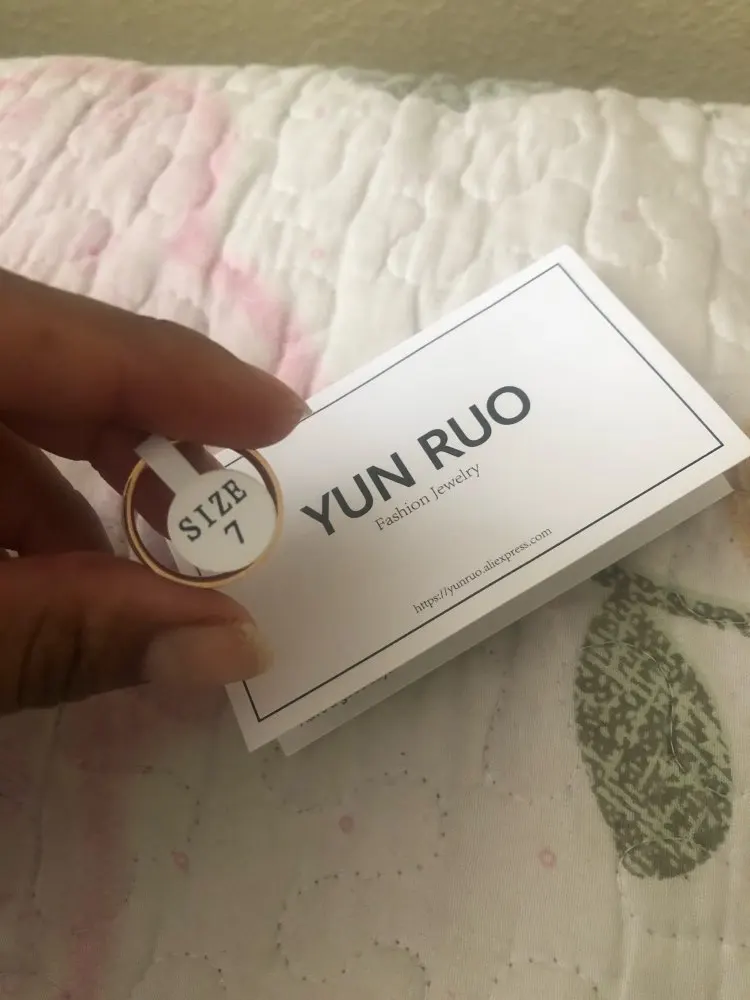 SIZE
7
YUN RUO
Fashion Jewelry
https://yunruo.aliexpress.com